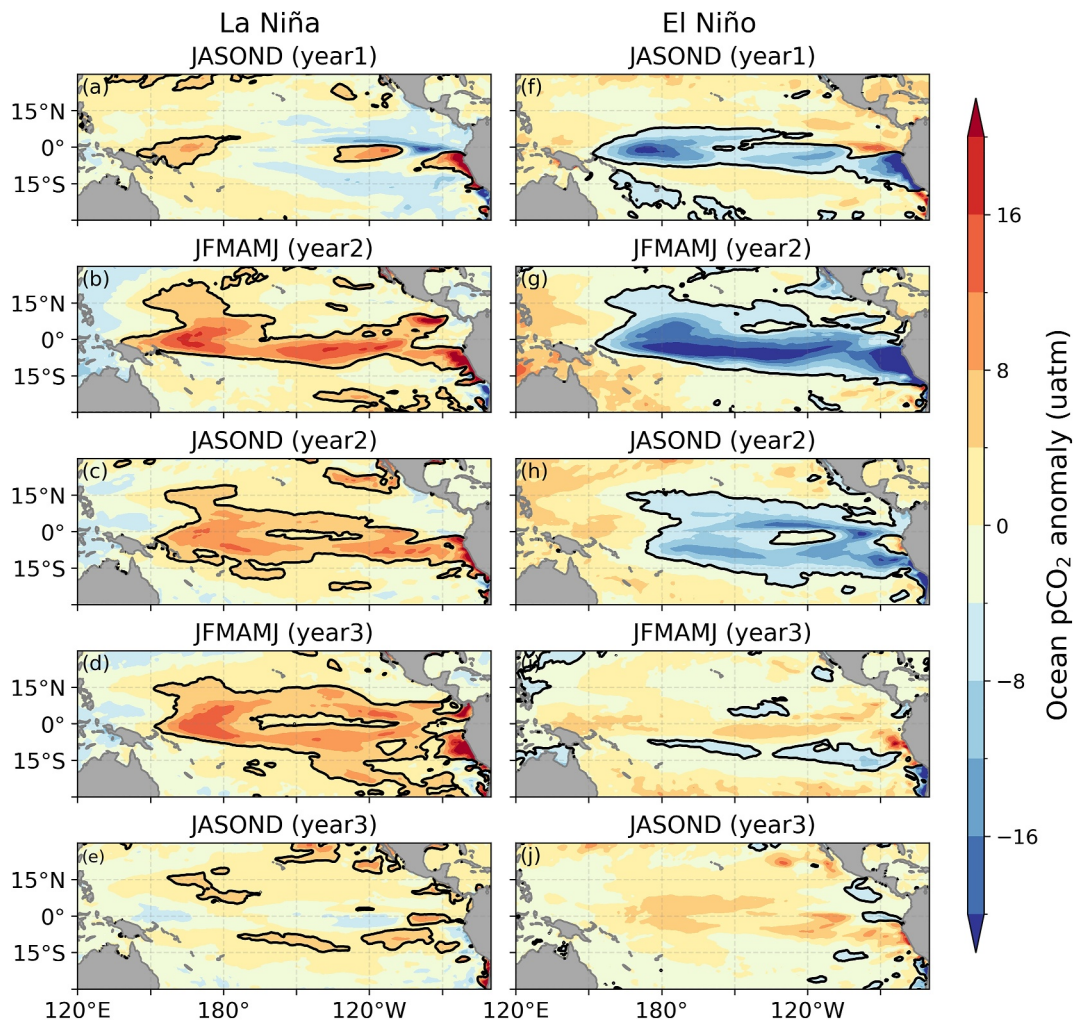 La Niña
El Niño
JASOND (year1)
JASOND (year1)
(a)
(f)
15°N
0°
15°S
JFMAMJ (year2)
JFMAMJ (year2)
(b)
(g)
15°N
0°
15°S
JASOND (year2)
JASOND (year2)
(c)
(h)
15°N
0°
15°S
JFMAMJ (year3)
JFMAMJ (year3)
(d)
15°N
0°
15°S
JASOND (year3)
JASOND (year3)
(e)
(j)
15°N
0°
15°S
120°E
180°
120°W
120°E
180°
120°W
16
8
0
−8
−16
Ocean pCO₂ anomaly (uatm)